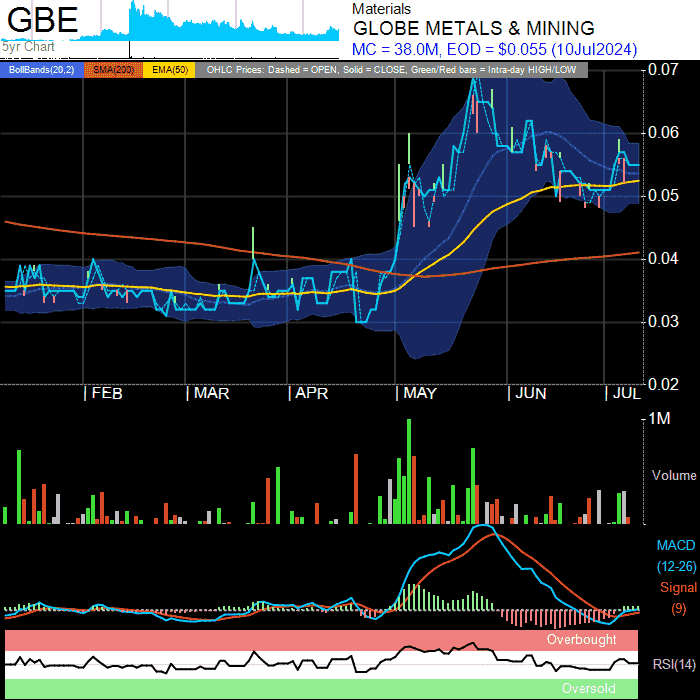 GBE
5yr Chart
Materials
GLOBE METALS & MINING
MC = 38.0M, EOD = $0.055 (10Jul2024)
BollBands(20,2) SMA(200) EMA(50) OHLC Prices: Dashed = OPEN, Solid = CLOSE, Green/Red bars = Intra-day HIGH/LOW
0.07
0.06
0.05
0.04
0.03
0.02
FEB MAR APR MAY JUN JUL
1M
Volume
MACD
(12-26)
Signal
(9)
Overbought
RSI(14)
Oversold